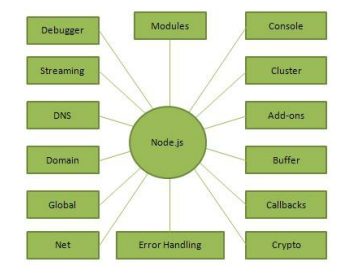 Debugger
Modules
Console
Streaming
Cluster
DNS
Add-ons
Node.js
Domain
Buffer
Global
Callbacks
Net
Error Handling
Crypto